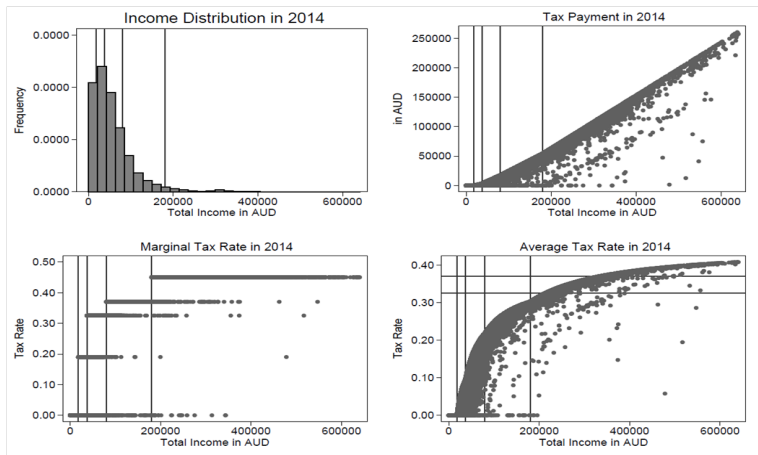 Income Distribution in 2014
Frequency
0.0000
0.0000
0.0000
0.0000
0 200000 400000 600000
Total Income in AUD
Tax Payment in 2014
in AUD
250000
200000
150000
100000
50000
0
0 200000 400000 600000
Total Income in AUD
Marginal Tax Rate in 2014
Tax Rate
0.50
0.40
0.30
0.20
0.10
0.00
0 200000 400000 600000
Total Income in AUD
Average Tax Rate in 2014
Tax Rate
0.40
0.30
0.20
0.10
0.00
0 200000 400000 600000
Total Income in AUD